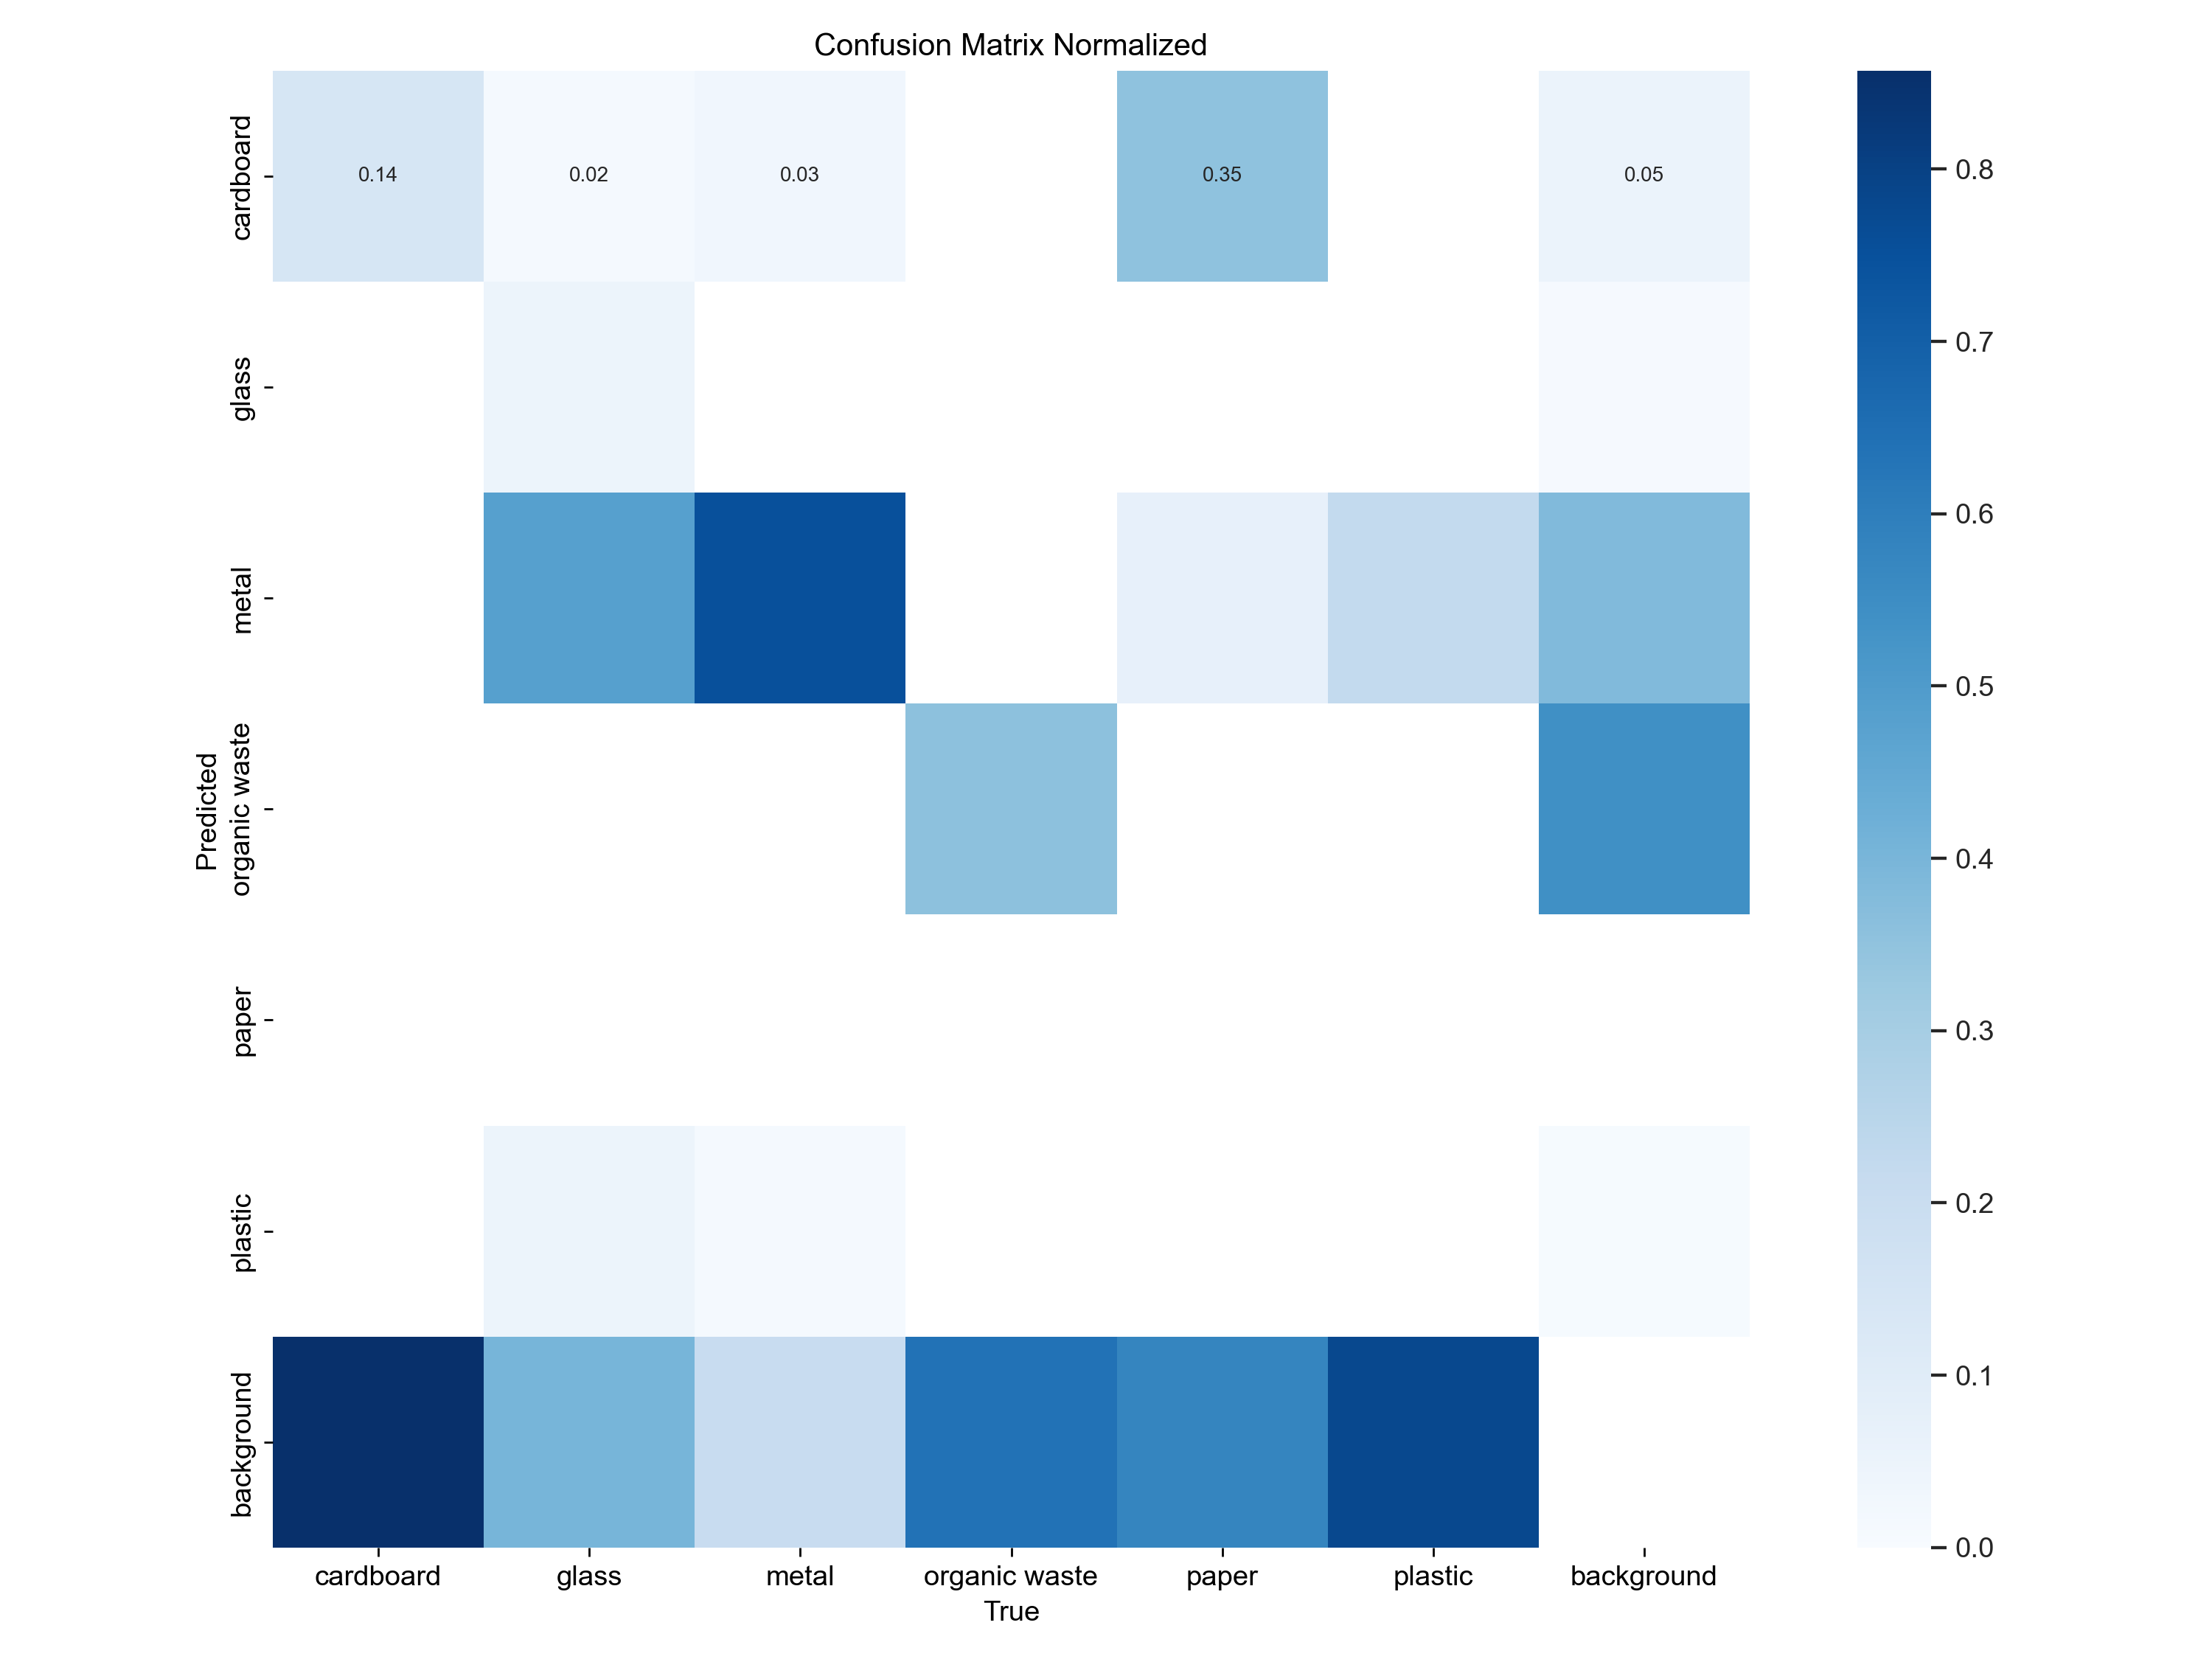 Confusion Matrix Normalized
cardboard
0.14 0.02 0.03 0.35 0.05
glass
metal
organic waste
paper
plastic
background
Predicted
cardboard glass metal organic waste paper plastic background
True
0.8
0.7
0.6
0.5
0.4
0.3
0.2
0.1
0.0